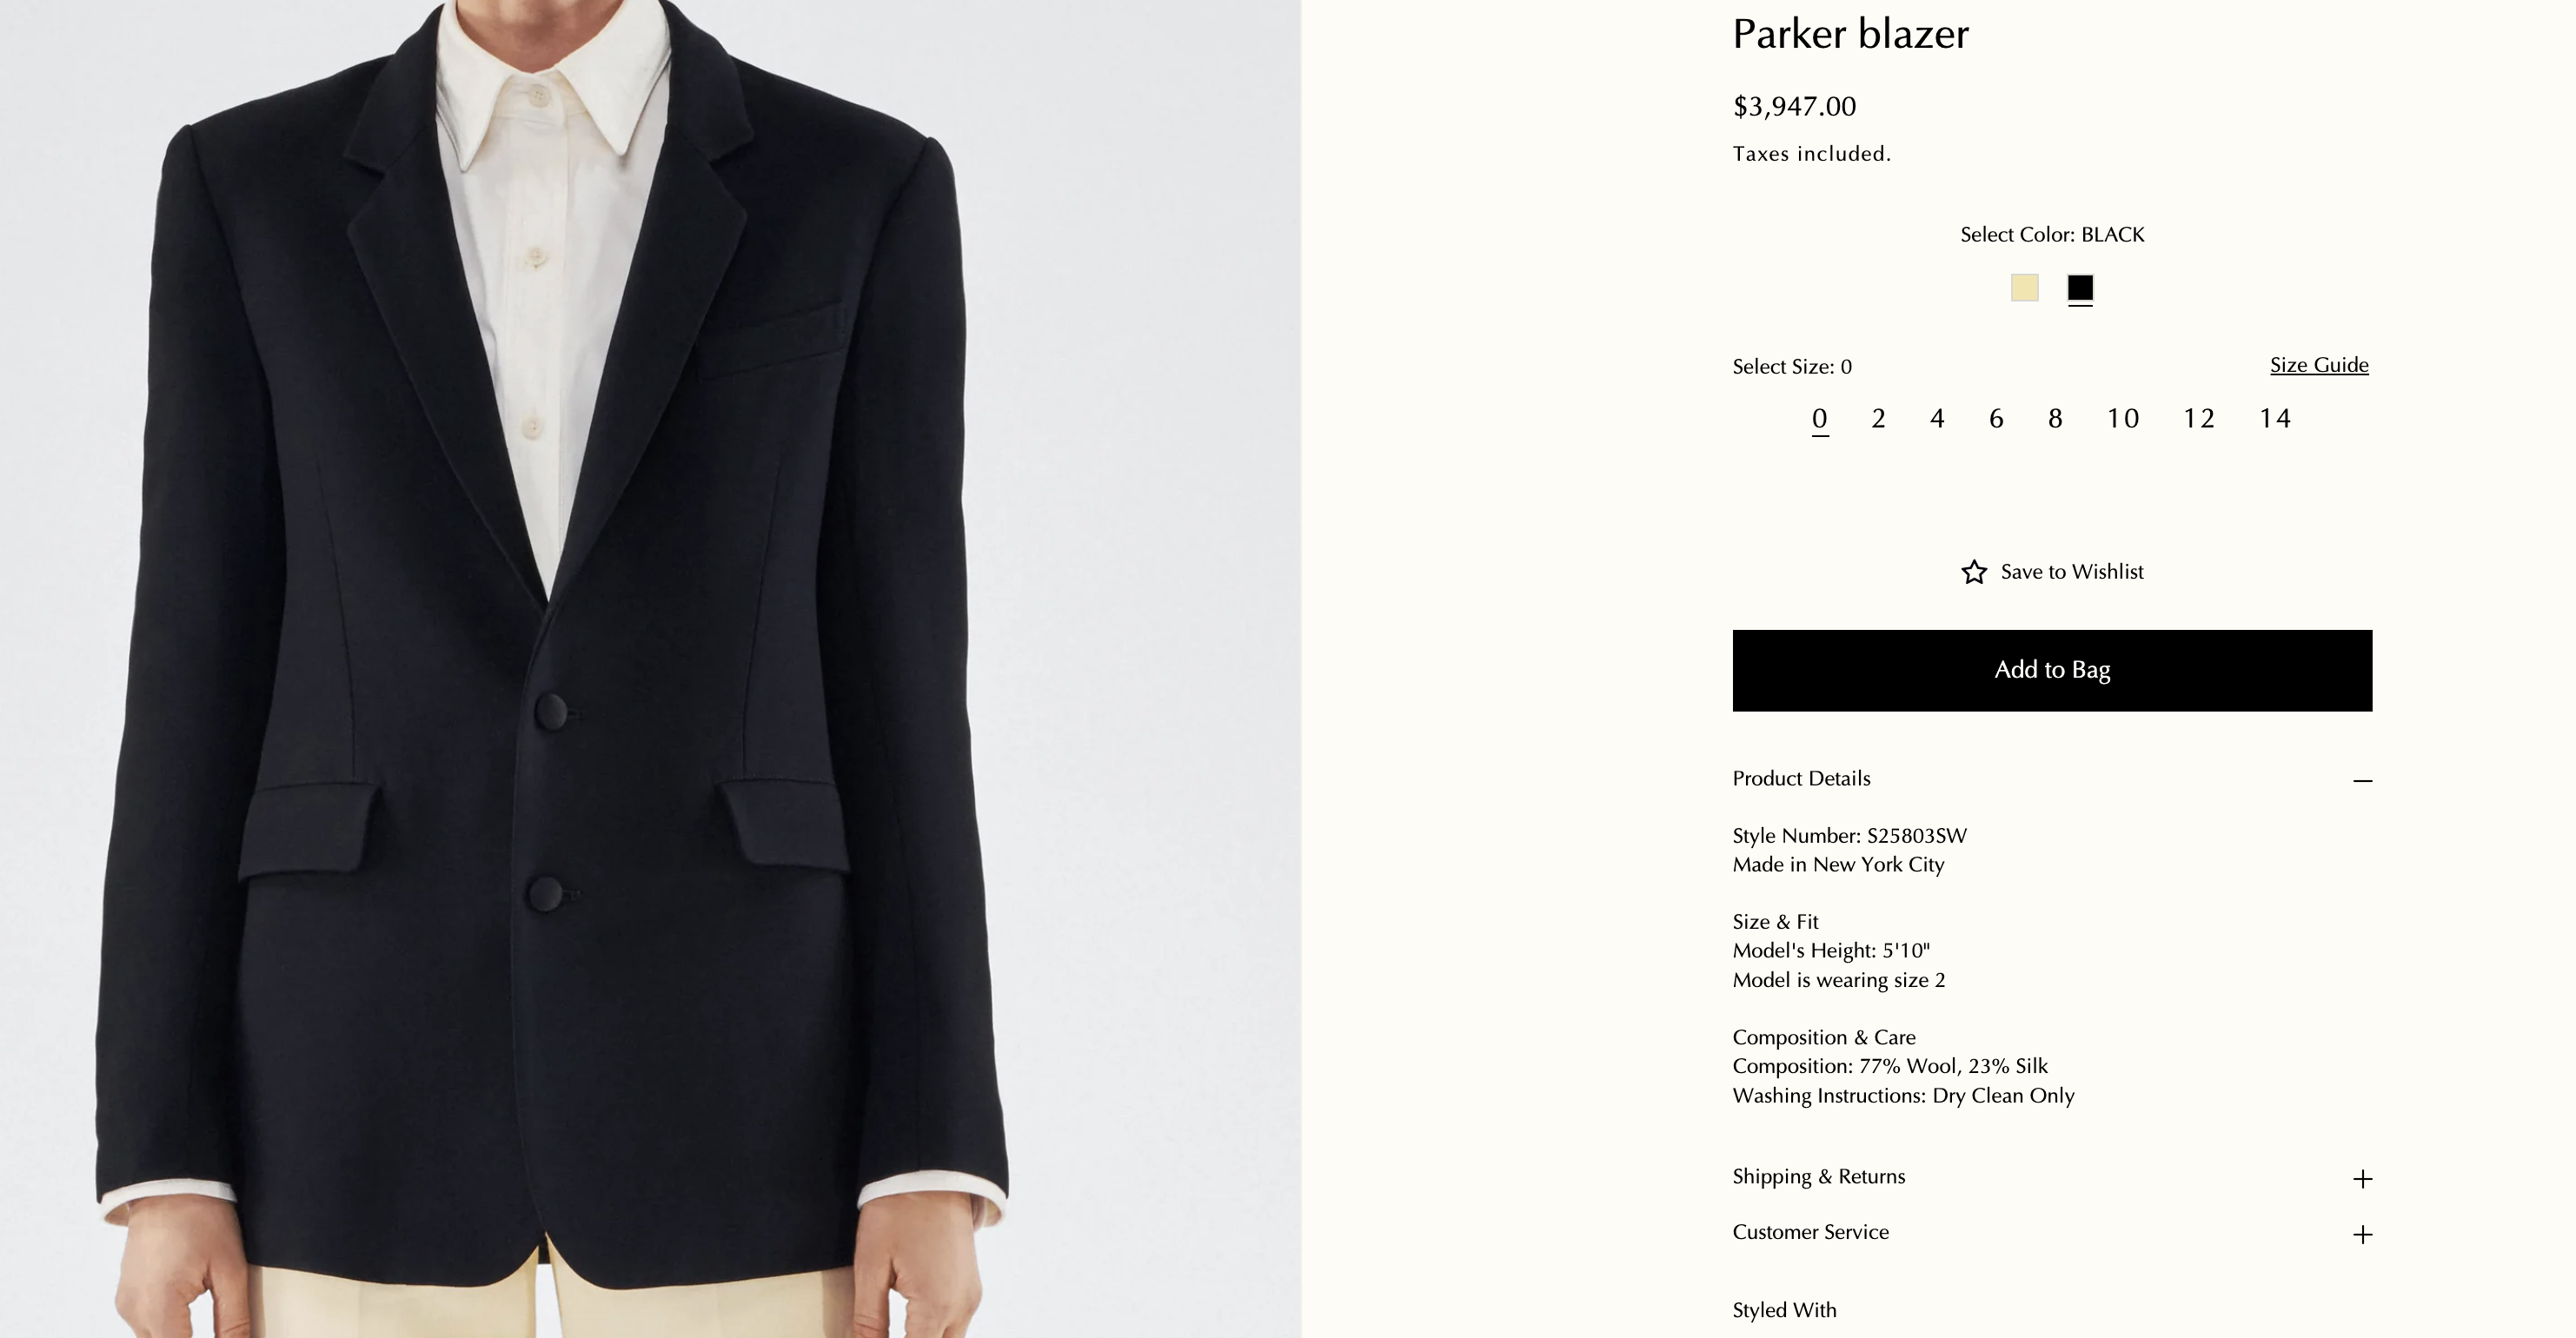 Parker blazer
$3,947.00
Taxes included.
Select Color: BLACK
Select Size: 0
Size Guide
0 2 4 6 8 10 12 14
Save to Wishlist
Add to Bag
Product Details
Style Number: S25803SW
Made in New York City
Size & Fit
Model's Height: 5'10"
Model is wearing size 2
Composition & Care
Composition: 77% Wool, 23% Silk
Washing Instructions: Dry Clean Only
Shipping & Returns
Customer Service
Styled With